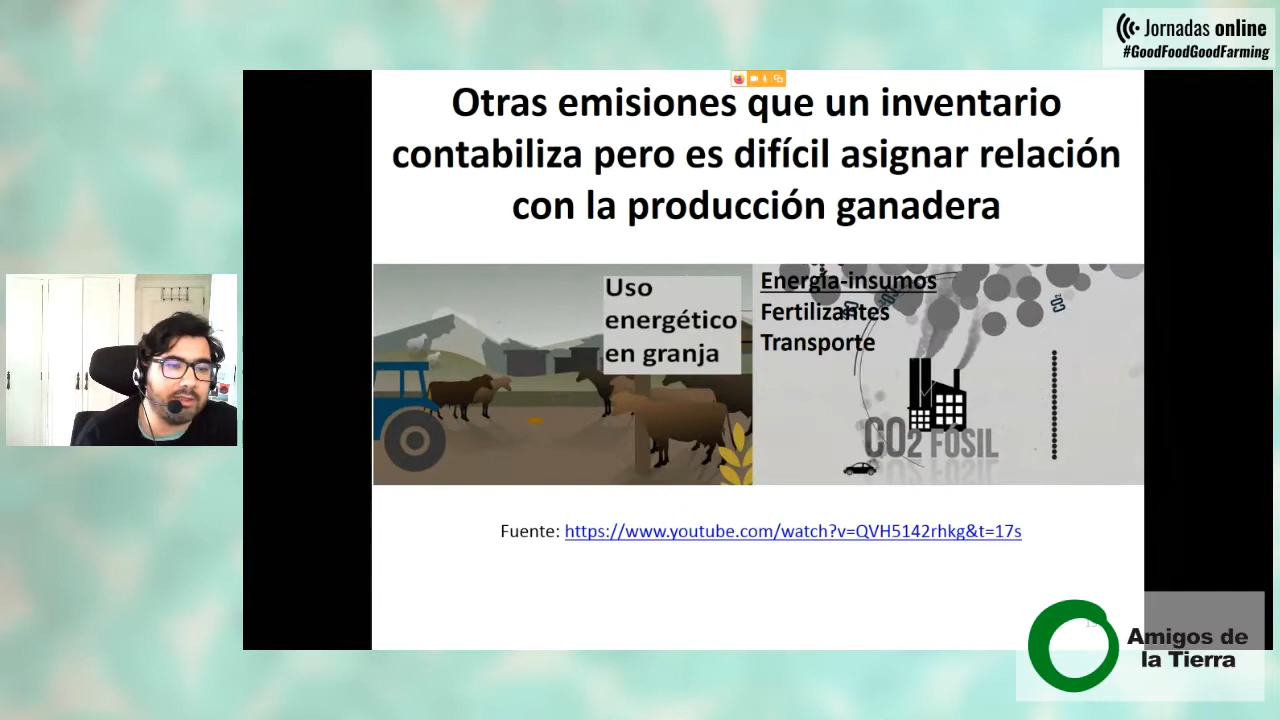 Jornadas online
#GoodFoodGoodFarming
Otras emisiones que un inventario
contabiliza pero es difícil asignar relación
con la producción ganadera
Uso
energético
en granja
Energía-insumos
Fertilizantes
Transporte
CO2 FOSIL
Fuente: https://www.youtube.com/watch?v=QVH5142rhkg&t=17s
Amigos de
la Tierra